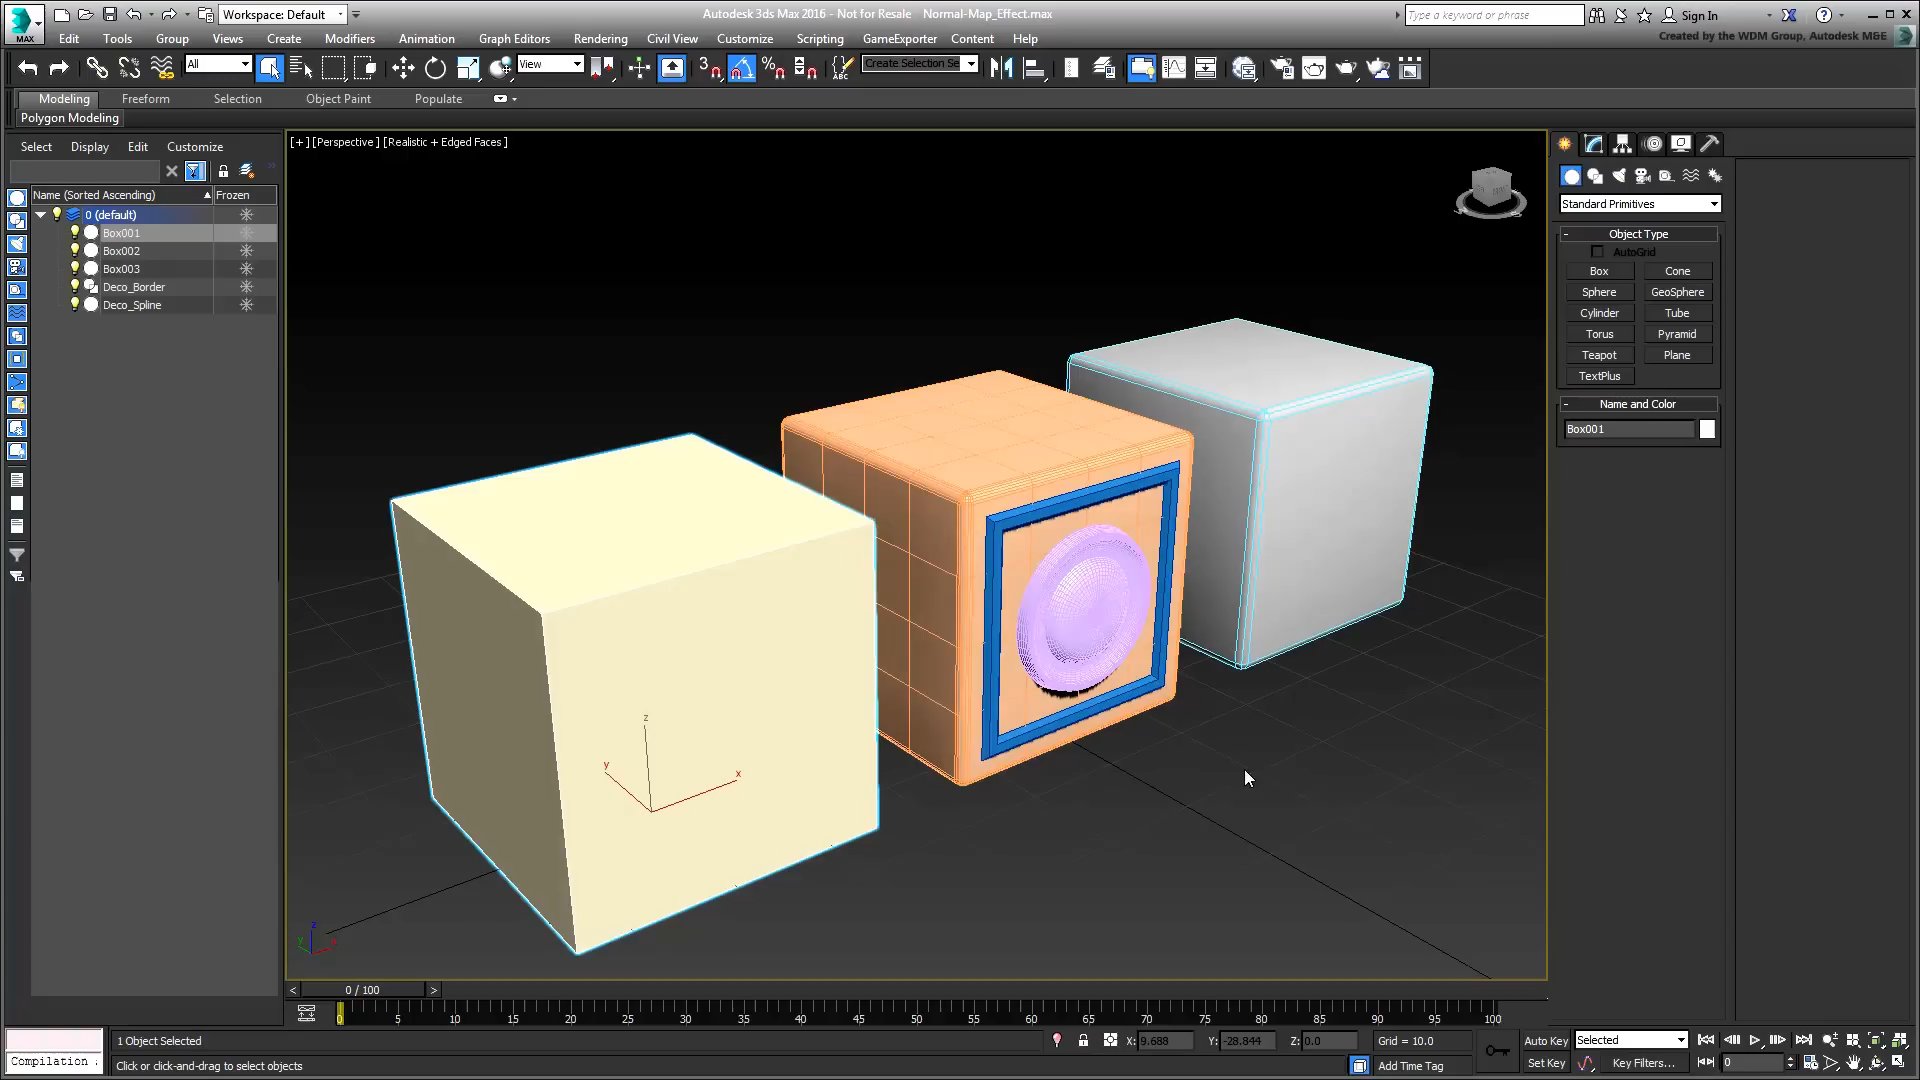 Workspace: Default
Autodesk 3ds Max 2016 - Not for Resale Normal-Map_Effect.max
Type a keyword or phrase
Sign In
MAX
Edit Tools Group Views Create Modifiers Animation Graph Editors Rendering Civil View Customize Scripting GameExporter Content Help
Created by the WDM Group, Autodesk M&E
All
View
3
ABC
Create Selection Se
Modeling Freeform Selection Object Paint Populate
Polygon Modeling
Select Display Edit Customize
[+] [Perspective] [Realistic + Edged Faces]
Name (Sorted Ascending) Frozen
0 (default)
Box001
Box002
Box003
Deco_Border
Deco_Spline
Standard Primitives
Object Type
AutoGrid
Box Cone
Sphere GeoSphere
Cylinder Tube
Torus Pyramid
Teapot Plane
TextPlus
Name and Color
Box001
z
y
x
z
y
x
< 0 / 100 >
0 5 10 15 20 25 30 35 40 45 50 55 60 65 70 75 80 85 90 95 100
1 Object Selected
X: 9.688 Y: -28.844 Z: 0.0 Grid = 10.0
Auto Key Selected
Compilation
Click or click-and-drag to select objects
Add Time Tag
Set Key Key Filters... 0